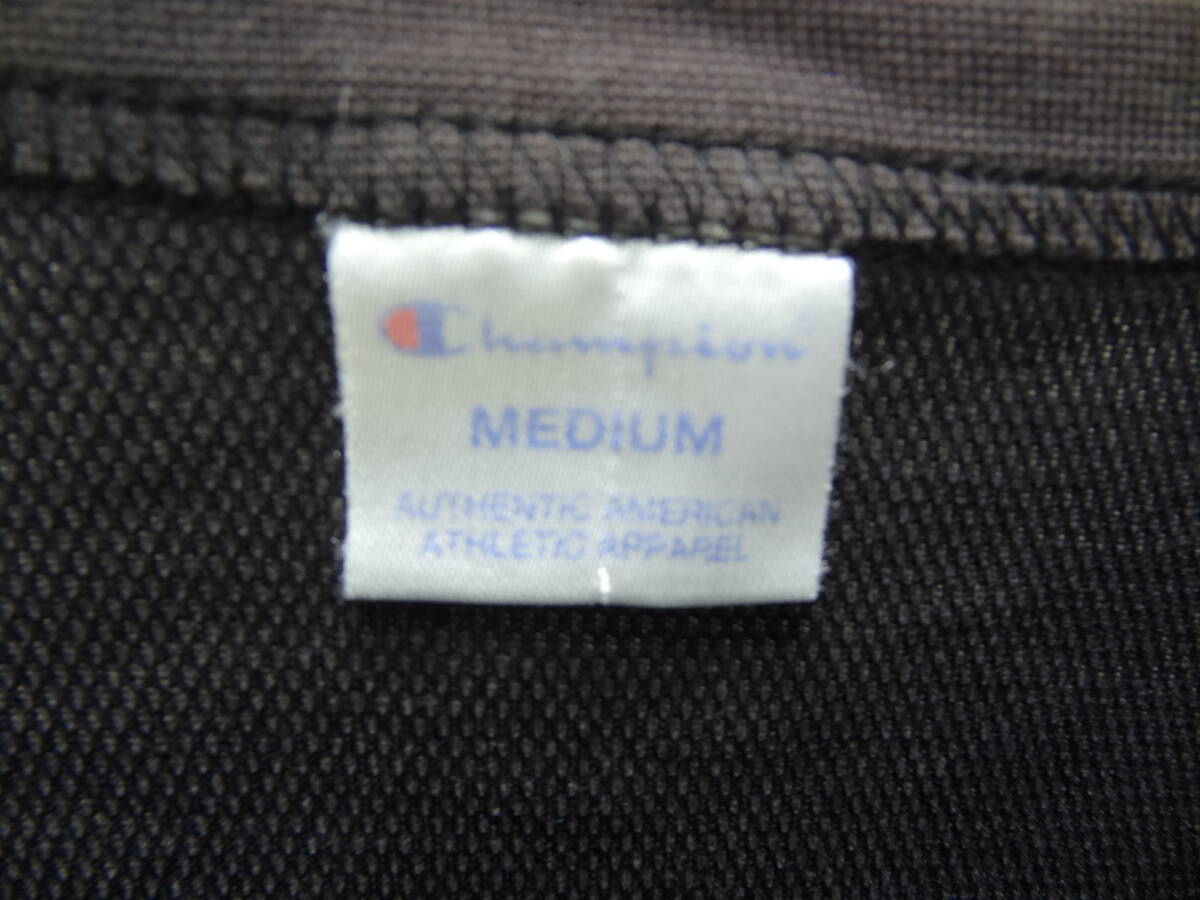 Champion
MEDIUM
AUTHENTIC AMERICAN
ATHLETIC APPAREL